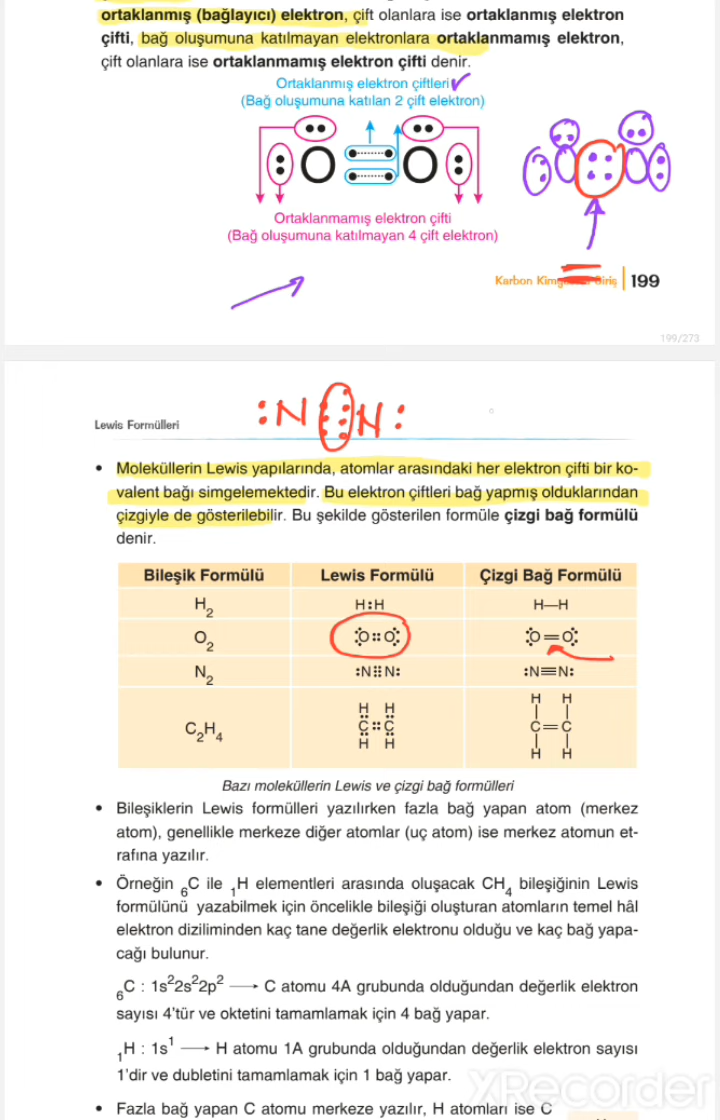 ortaklanmış (bağlayıcı) elektron, çift olanlara ise ortaklanmış elektron
çifti, bağ oluşumuna katılmayan elektronlara ortaklanmamış elektron,
çift olanlara ise ortaklanmamış elektron çifti denir.
Ortaklanmış elektron çiftleri
(Bağ oluşumuna katılan 2 çift elektron)
O O
Ortaklanmamış elektron çifti
(Bağ oluşumuna katılmayan 4 çift elektron)
Karbon Giriş 199
199/273
:N⋮⋮N:
Lewis Formülleri
• Moleküllerin Lewis yapılarında, atomlar arasındaki her elektron çifti bir ko-
valent bağı simgelemektedir. Bu elektron çiftleri bağ yapmış olduklarından
çizgiyle de gösterilebilir. Bu şekilde gösterilen formüle çizgi bağ formülü
denir.
Bileşik Formülü Lewis Formülü Çizgi Bağ Formülü
H₂ H:H H—H
O₂ :Ö::Ö: :Ö=Ö:
N₂ :N⋮⋮N: :N≡N:
H H H H
C₂H₄ C::C C=C
H H H H
Bazı moleküllerin Lewis ve çizgi bağ formülleri
• Bileşiklerin Lewis formülleri yazılırken fazla bağ yapan atom (merkez
atom), genellikle merkeze diğer atomlar (uç atom) ise merkez atomun et-
rafına yazılır.
• Örneğin ₆C ile ₁H elementleri arasında oluşacak CH₄ bileşiğinin Lewis
formülünü yazabilmek için öncelikle bileşiği oluşturan atomların temel hâl
elektron diziliminden kaç tane değerlik elektronu olduğu ve kaç bağ yapa-
cağı bulunur.
₆C : 1s²2s²2p² ⟶ C atomu 4A grubunda olduğundan değerlik elektron
sayısı 4'tür ve oktetini tamamlamak için 4 bağ yapar.
₁H : 1s¹ ⟶ H atomu 1A grubunda olduğundan değerlik elektron sayısı
1'dir ve dubletini tamamlamak için 1 bağ yapar.
XRecorder
• Fazla bağ yapan C atomu merkeze yazılır, H atomları ise C